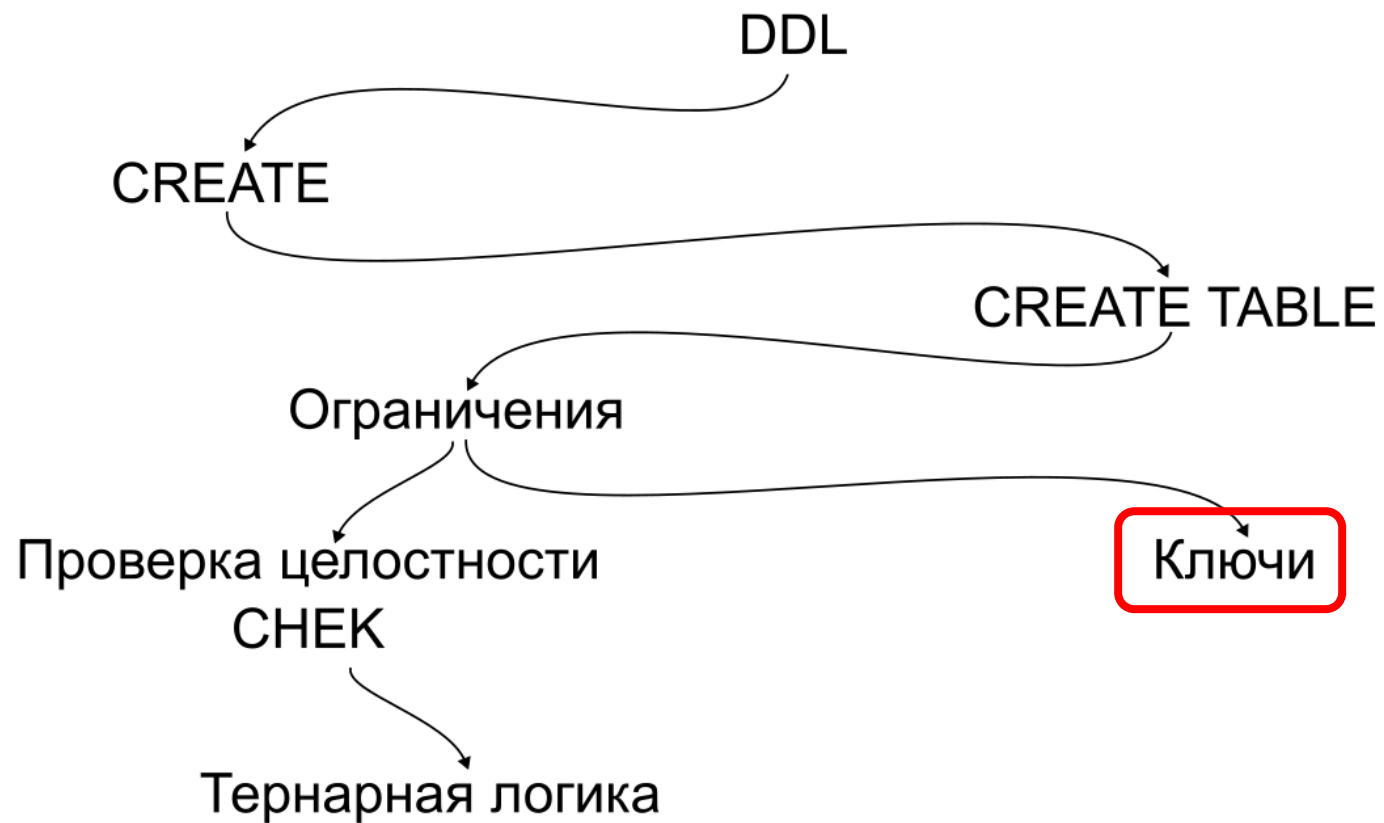 DDL
CREATE
CREATE TABLE
Ограничения
Проверка целостности
CHEK
Ключи
Тернарная логика